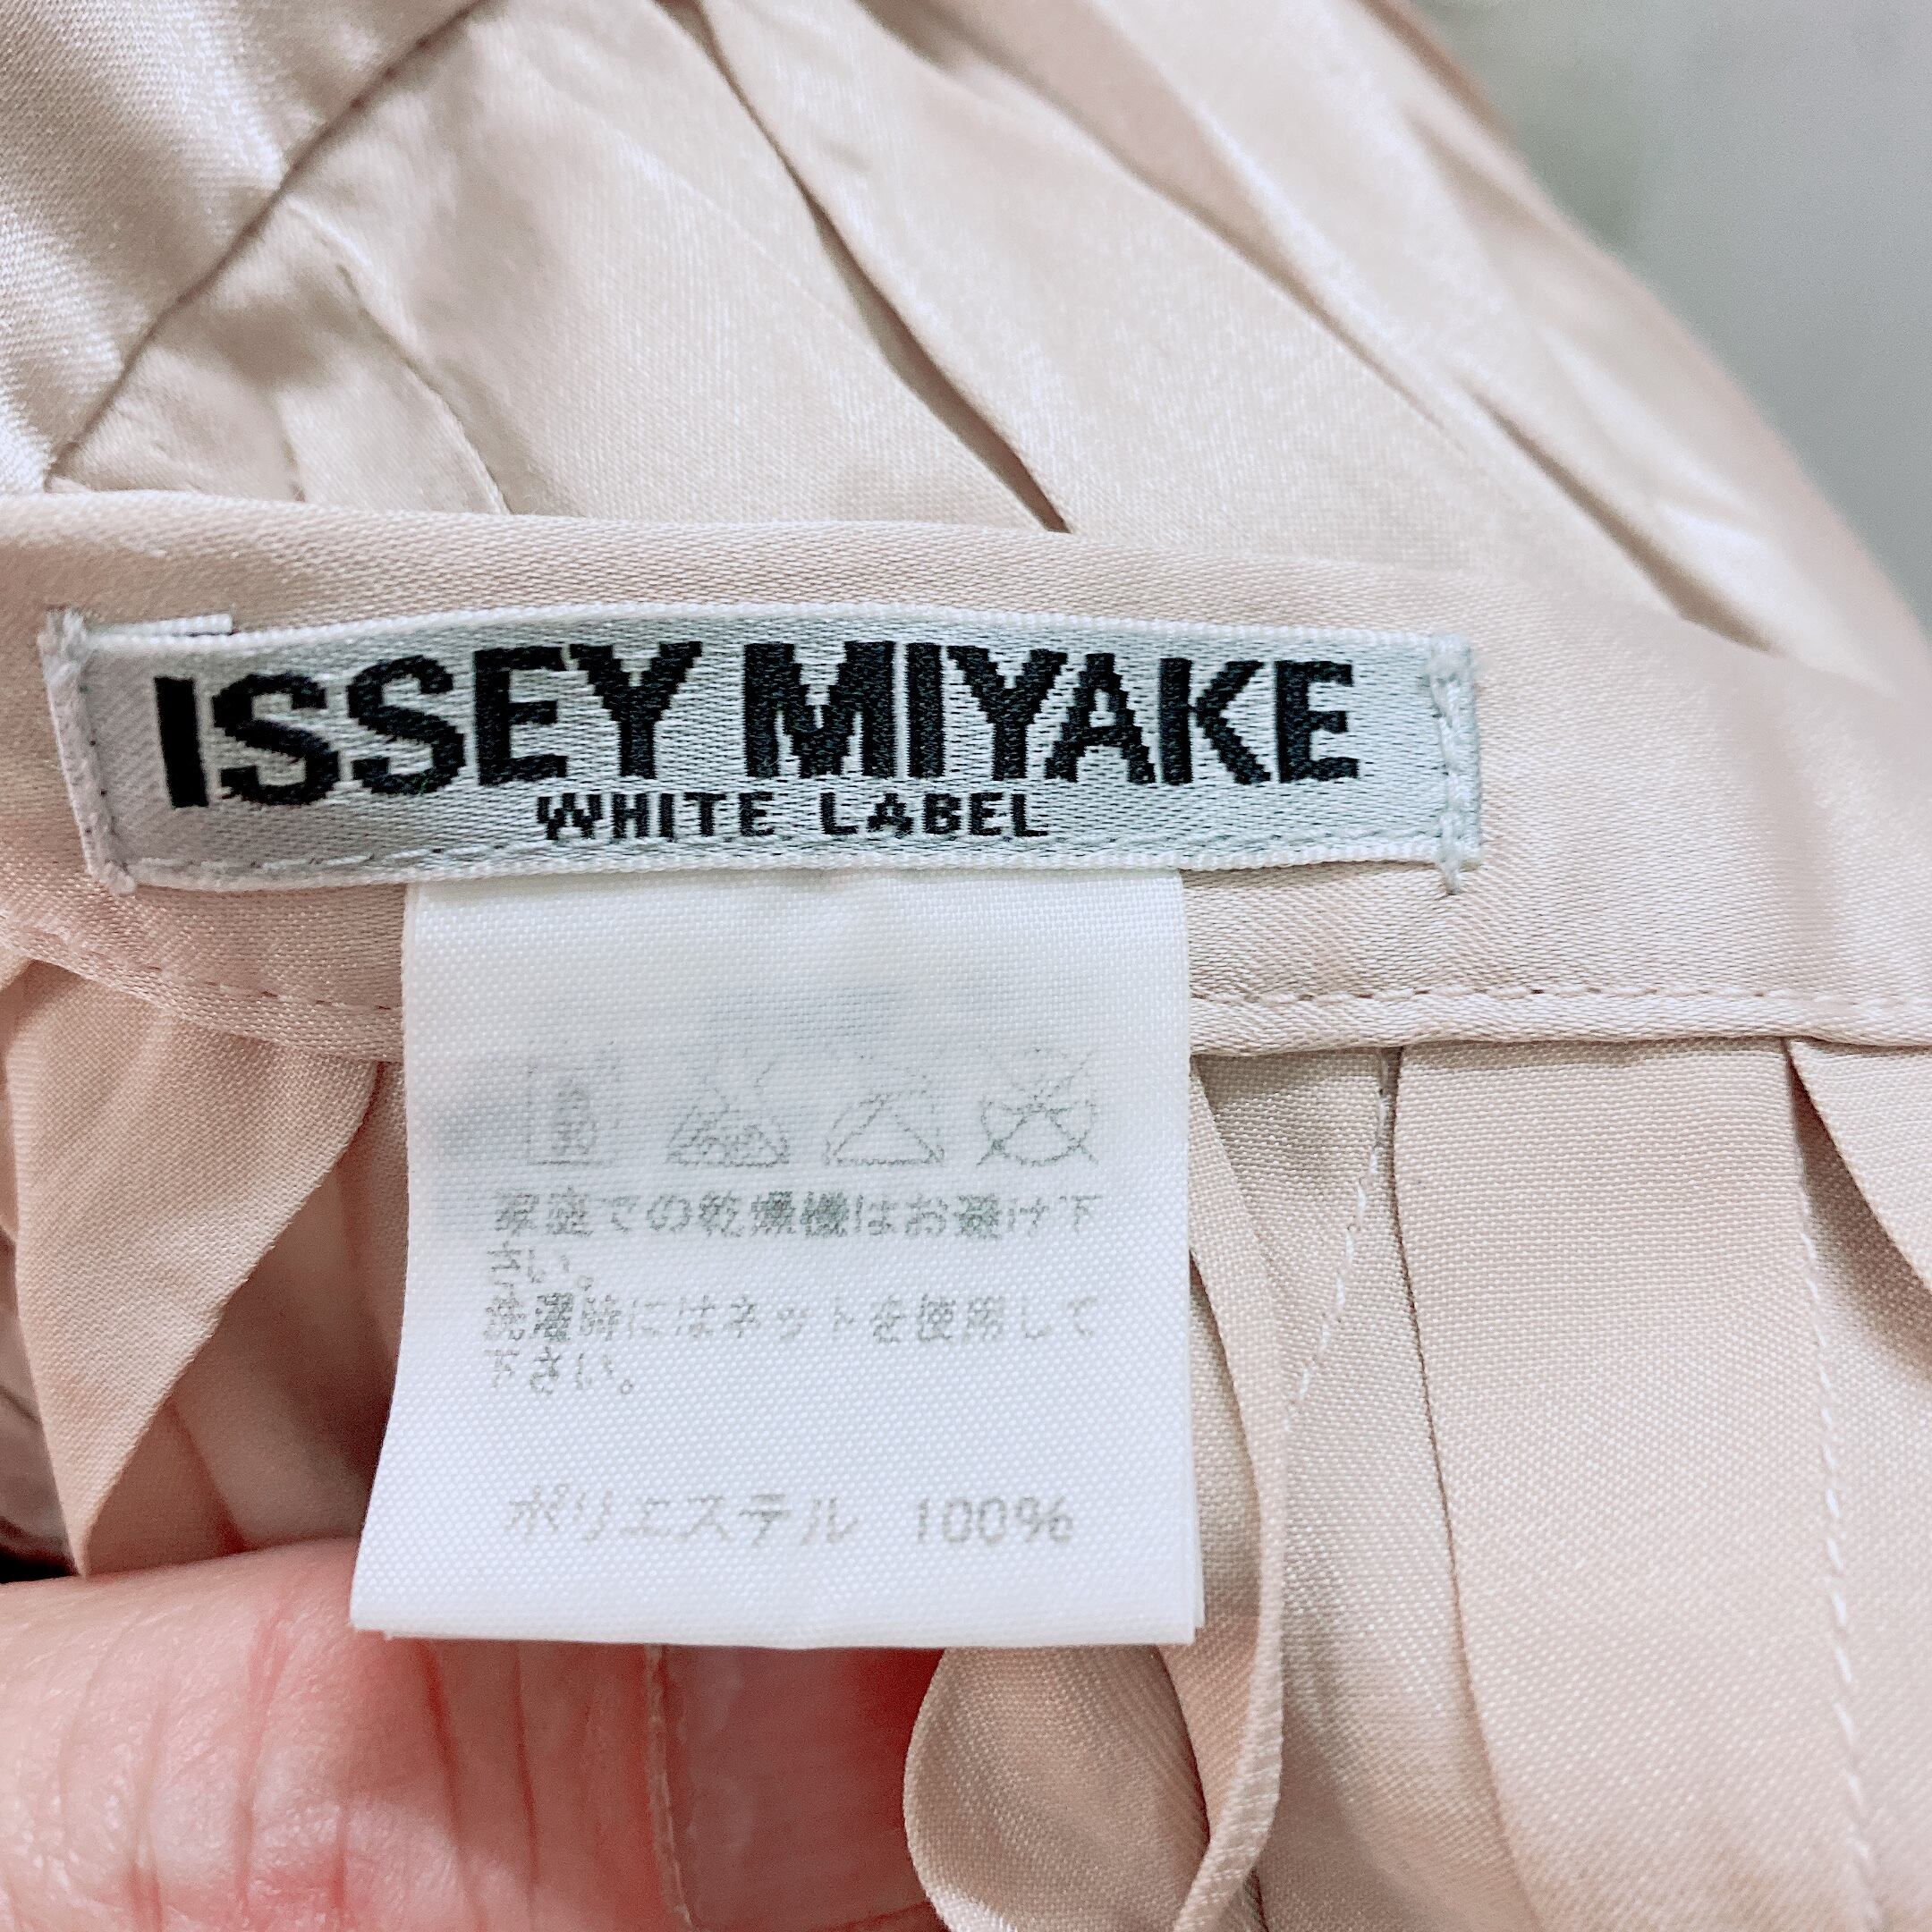 ISSEY MIYAKE
WHITE LABEL
家庭での乾燥機はお避け下
さい。
洗濯時にはネットを使用して
下さい。
ポリエステル 100%